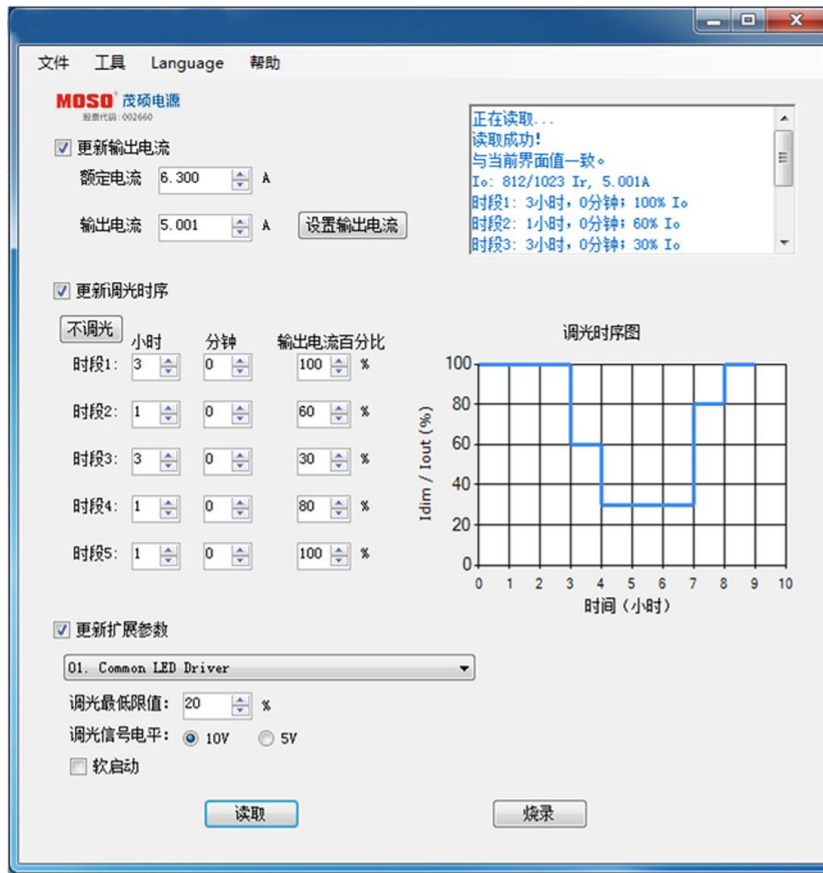 文件 工具 Language 帮助
MOSO® 茂硕电源
股票代码:002660
正在读取...
读取成功!
与当前界面值一致。
Io: 812/1023 Ir, 5.001A
时段1: 3小时, 0分钟; 100% Io
时段2: 1小时, 0分钟; 60% Io
时段3: 3小时, 0分钟; 30% Io
更新输出电流
额定电流 6.300 A
输出电流 5.001 A 设置输出电流
更新调光时序
不调光 小时 分钟 输出电流百分比
时段1: 3 0 100 %
时段2: 1 0 60 %
时段3: 3 0 30 %
时段4: 1 0 80 %
时段5: 1 0 100 %
调光时序图
Idim / Iout (%)
100
80
60
40
20
0
0 1 2 3 4 5 6 7 8 9 10
时间(小时)
更新扩展参数
01. Common LED Driver
调光最低限值: 20 %
调光信号电平: 10V 5V
软启动
读取 烧录